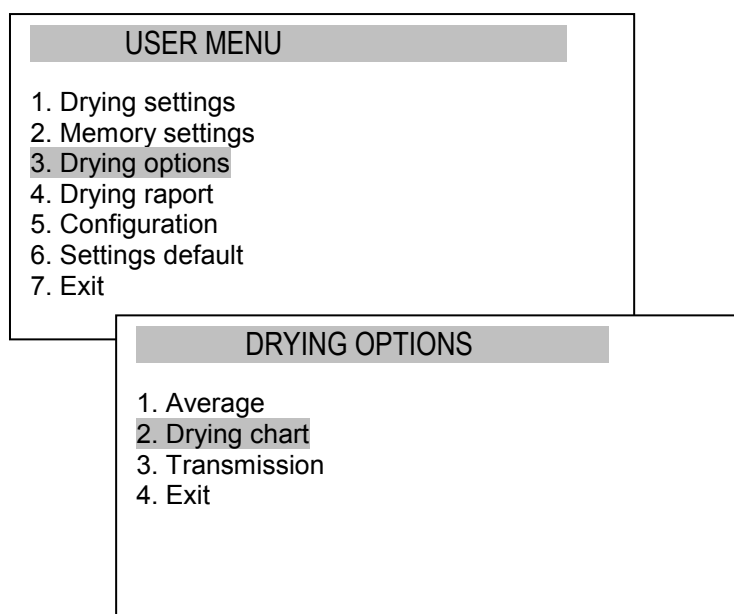 USER MENU
1. Drying settings
2. Memory settings
3. Drying options
4. Drying raport
5. Configuration
6. Settings default
7. Exit
DRYING OPTIONS
1. Average
2. Drying chart
3. Transmission
4. Exit